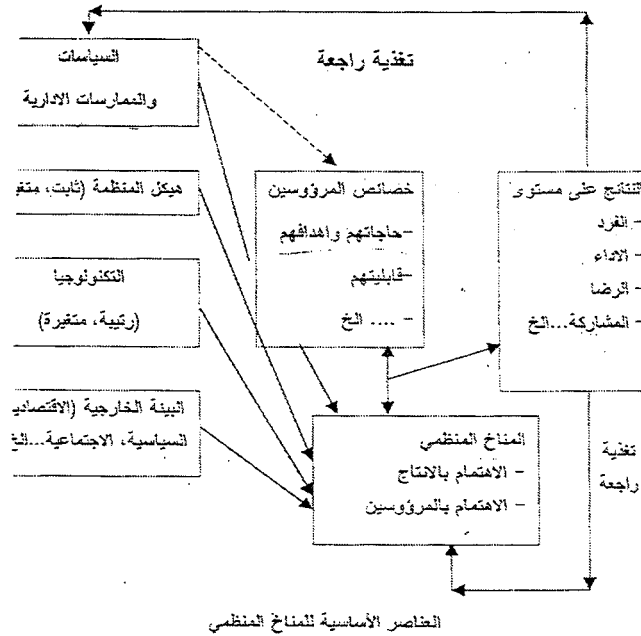 تغذية راجعة
السياسات
والممارسات الادارية
هيكل المنظمة (ثابت، متغي
التكنولوجيا
(رتيبة، متغيرة)
البيئة الخارجية (الاقتصادي
السياسية، الاجتماعية...الخ
خصائص المرؤوسين
-حاجاتهم واهدافهم
-قابليتهم
- .... الخ
النتائج على مستوى
- الفرد
- الاداء
- الرضا
- المشاركة...الخ
المناخ المنظمي
- الاهتمام بالانتاج
- الاهتمام بالمرؤوسين
تغذية
راجعة
العناصر الأساسية للمناخ المنظمي